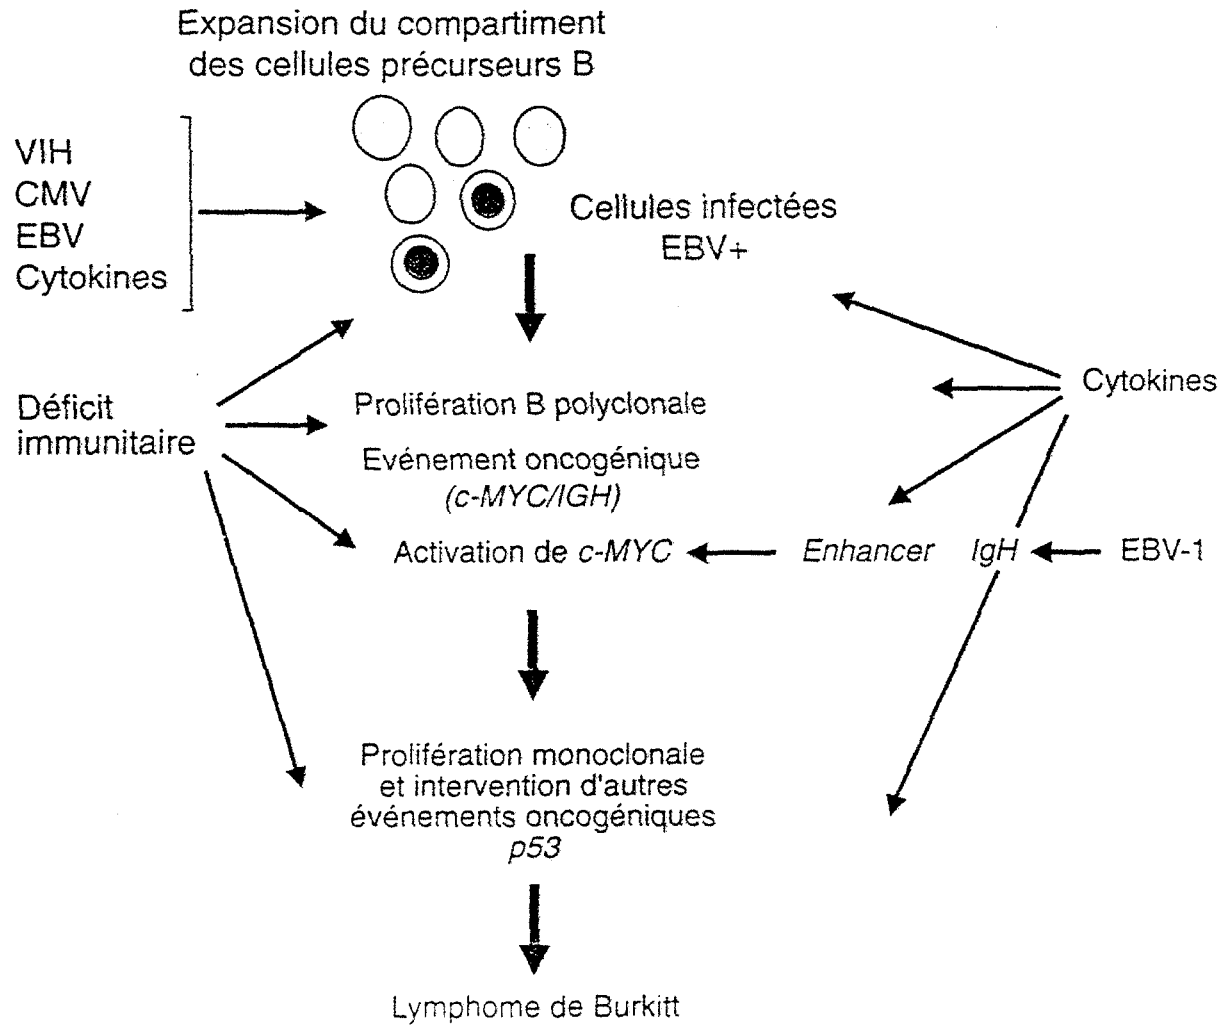 Expansion du compartiment
des cellules précurseurs B
VIH
CMV
EBV
Cytokines
Cellules infectées
EBV+
Déficit
immunitaire
Cytokines
Prolifération B polyclonale
Evénement oncogénique
(c-MYC/IGH)
Activation de c-MYC
Enhancer IgH
EBV-1
Prolifération monoclonale
et intervention d'autres
événements oncogéniques
p53
Lymphome de Burkitt